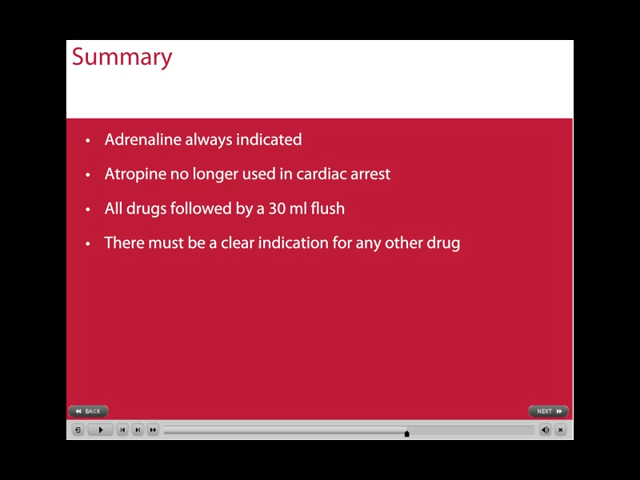 Summary
• Adrenaline always indicated
• Atropine no longer used in cardiac arrest
• All drugs followed by a 30 ml flush
• There must be a clear indication for any other drug
BACK
NEXT